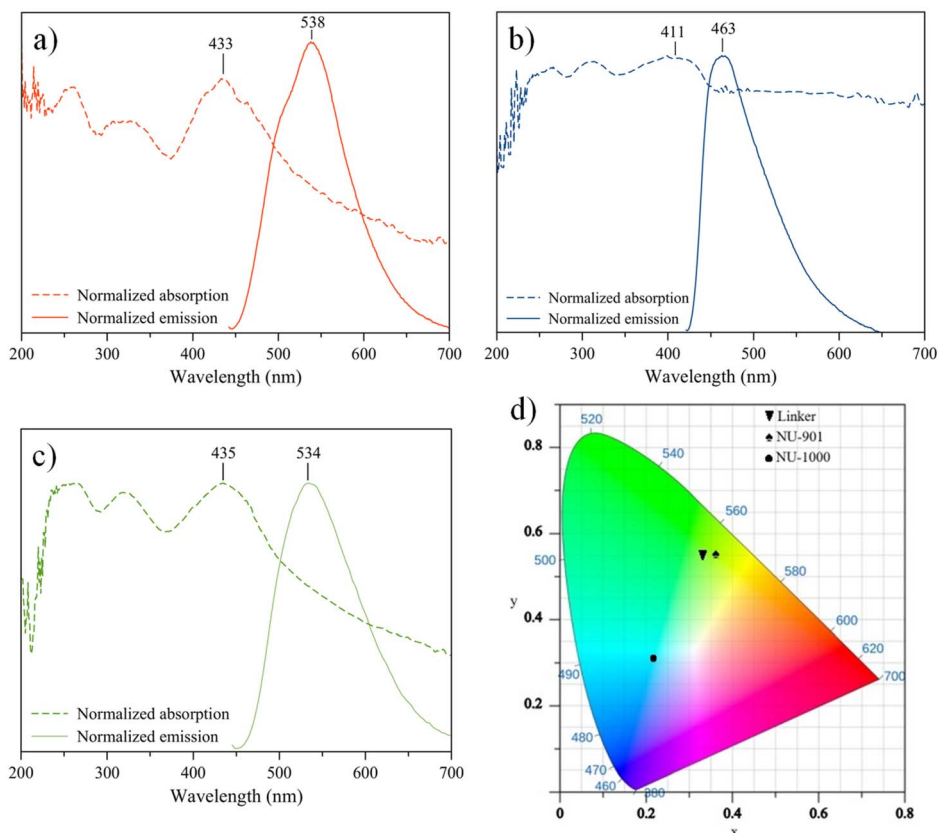 a)
433
538
Normalized absorption
Normalized emission
200 300 400 500 600 700
Wavelength (nm)
b)
411
463
Normalized absorption
Normalized emission
200 300 400 500 600 700
Wavelength (nm)
c)
435
534
Normalized absorption
Normalized emission
200 300 400 500 600 700
Wavelength (nm)
d)
Linker
NU-901
NU-1000
520
540
560
580
600
620
700
500
490
480
470
460
380
0.8
0.6
y
0.4
0.2
0 0.2 0.4 0.6 0.8
x